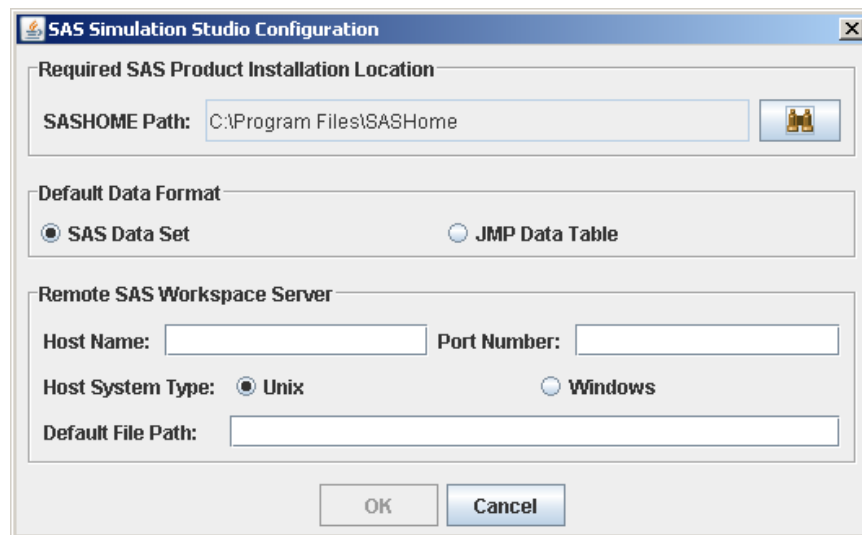 SAS Simulation Studio Configuration
Required SAS Product Installation Location
SASHOME Path: C:\Program Files\SASHome
Default Data Format
SAS Data Set JMP Data Table
Remote SAS Workspace Server
Host Name: Port Number:
Host System Type: Unix Windows
Default File Path:
OK Cancel